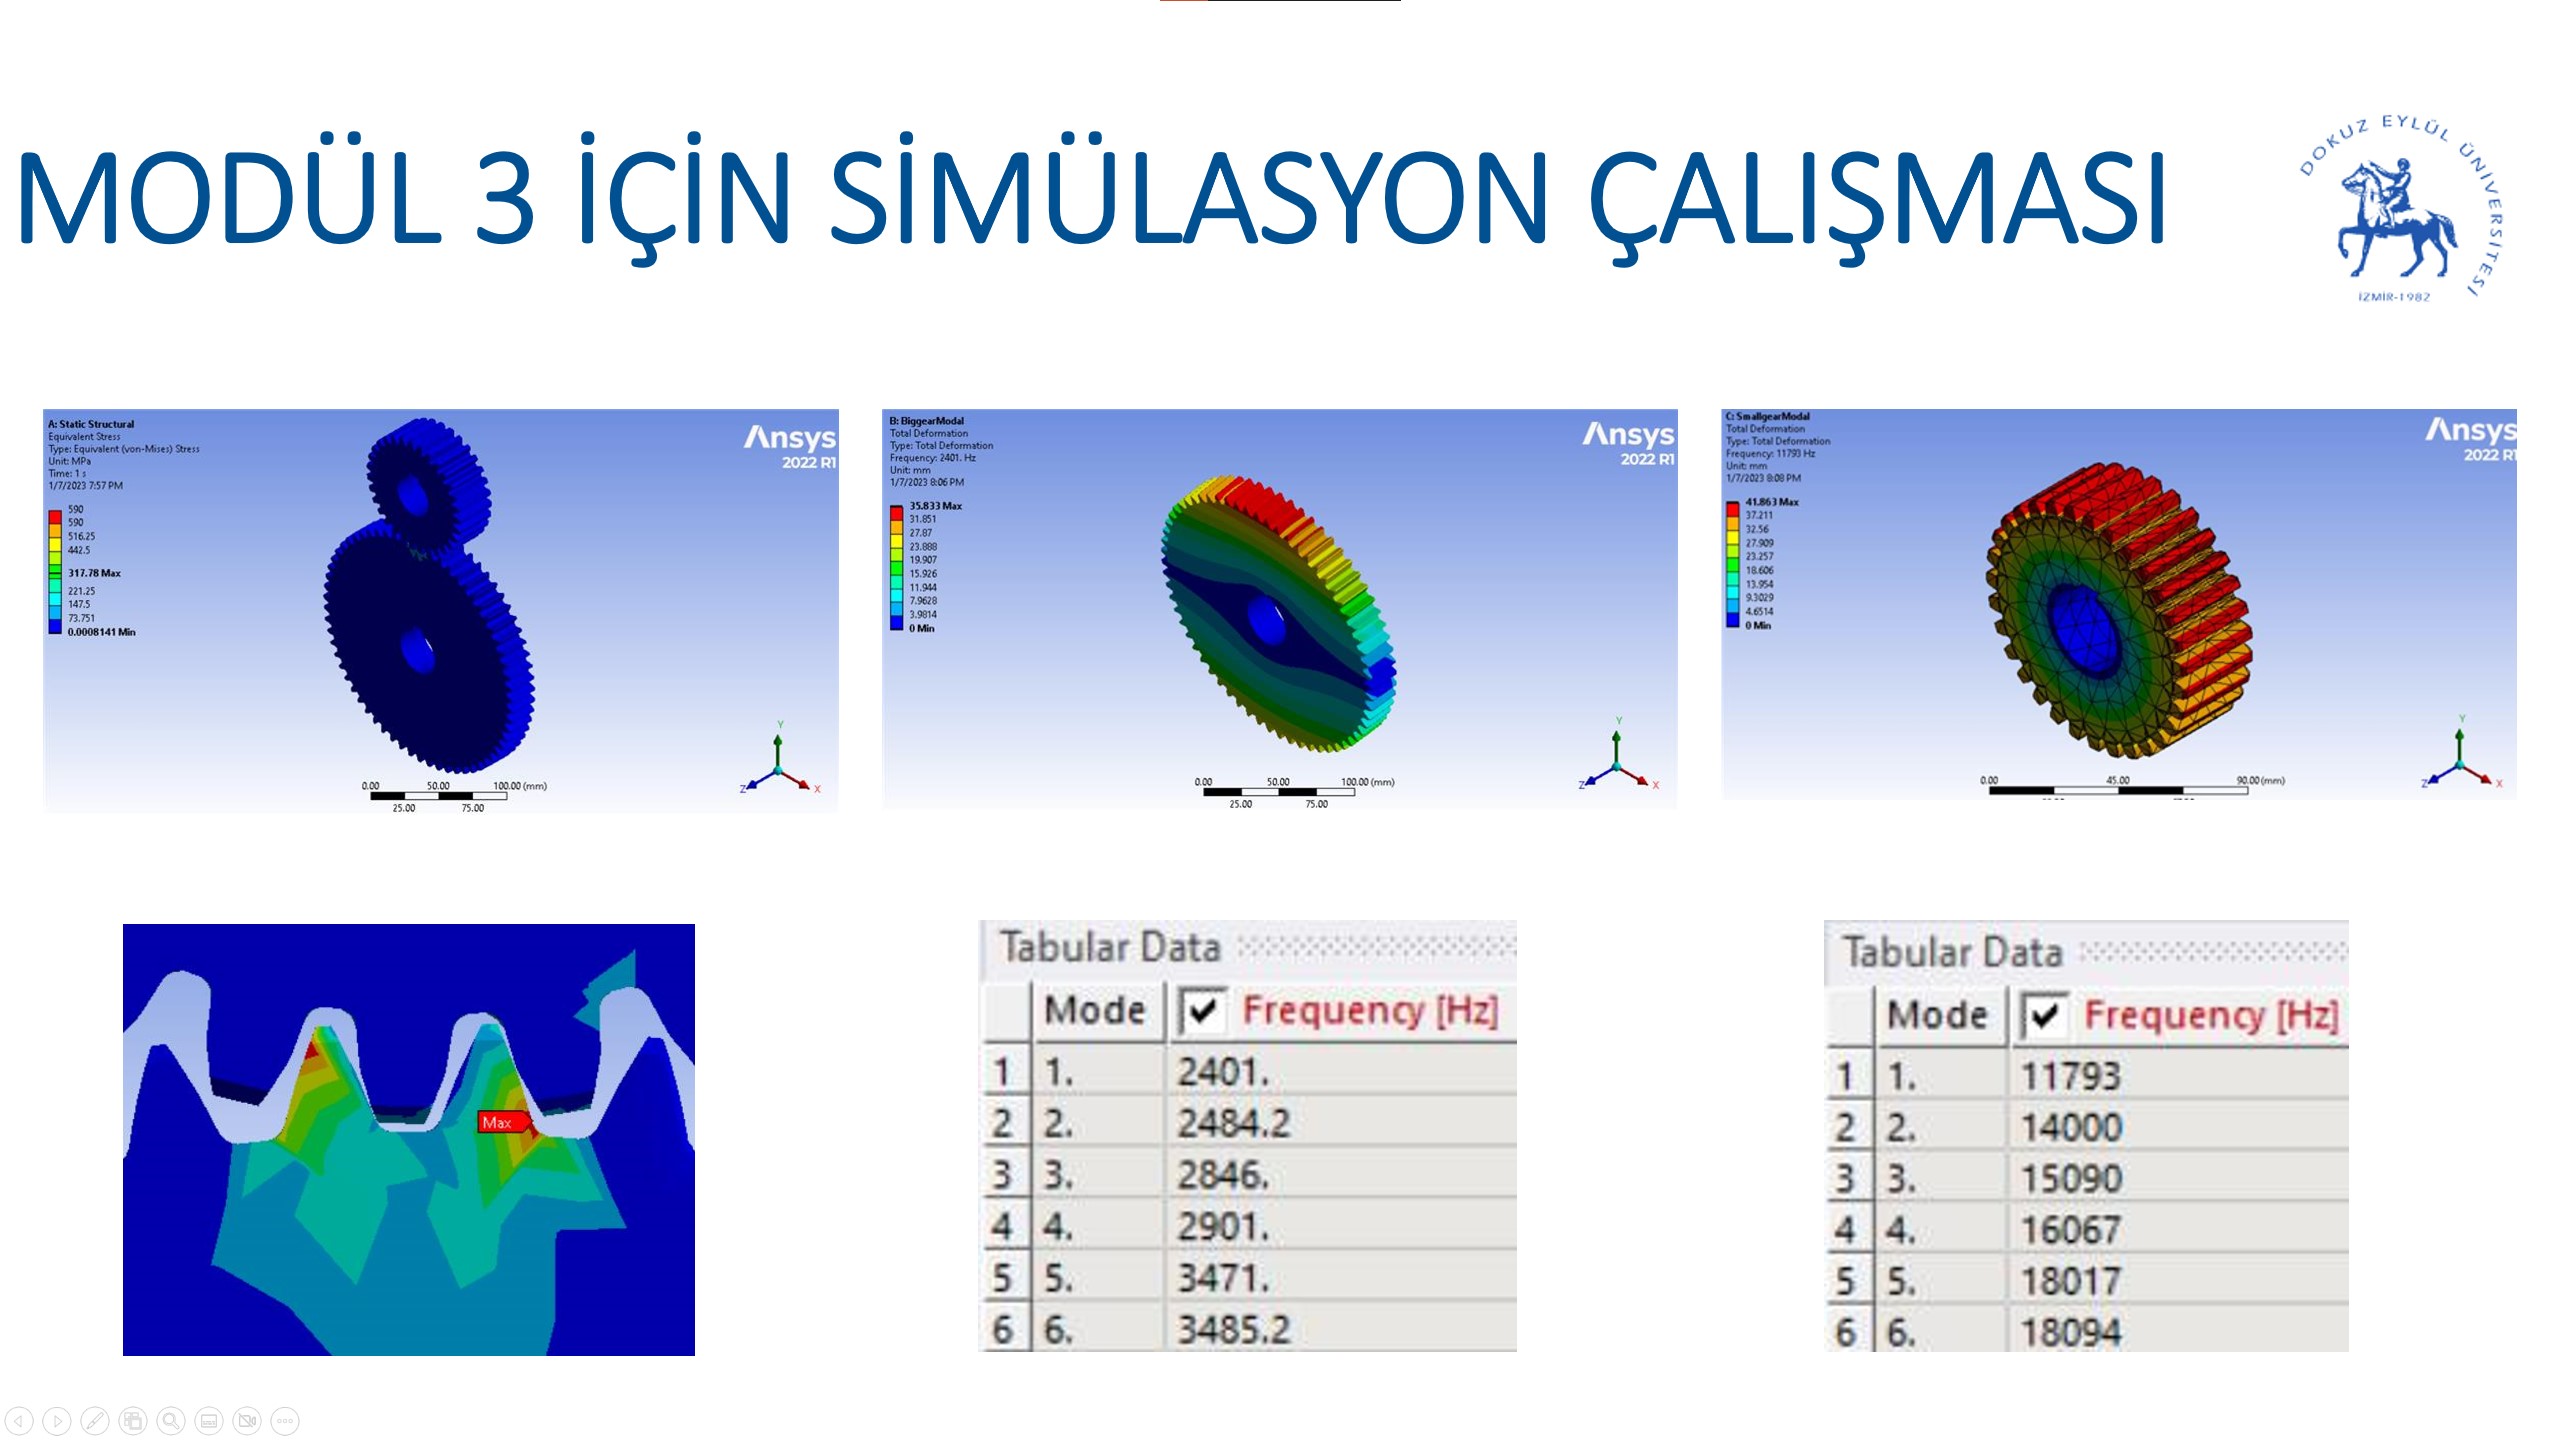 MODÜL 3 İÇİN SİMÜLASYON ÇALIŞMASI
DOKUZ EYLÜL ÜNİVERSİTESİ
İZMİR-1982
A: Static Structural
Equivalent Stress
Type: Equivalent (von-Mises) Stress
Unit: MPa
Time: 1 s
1/7/2023 7:57 PM
590
590
516.25
442.5
317.78 Max
221.25
147.5
73.751
0.0008141 Min
Ansys
2022 R1
Y
Z
X
0.00 50.00 100.00 (mm)
25.00 75.00
B: BiggearModal
Total Deformation
Type: Total Deformation
Frequency: 2401. Hz
Unit: mm
1/7/2023 8:06 PM
35.833 Max
31.851
27.87
23.888
19.907
15.926
11.944
7.9628
3.9814
0 Min
Ansys
2022 R1
Y
Z
X
0.00 50.00 100.00 (mm)
25.00 75.00
C: SmallgearModal
Total Deformation
Type: Total Deformation
Frequency: 11793 Hz
Unit: mm
1/7/2023 8:08 PM
41.863 Max
37.211
32.56
27.909
23.257
18.606
13.954
9.3029
4.6514
0 Min
Ansys
2022 R1
Y
Z
X
0.00 45.00 90.00 (mm)
Max
Tabular Data
Mode Frequency [Hz]
1 1. 2401.
2 2. 2484.2
3 3. 2846.
4 4. 2901.
5 5. 3471.
6 6. 3485.2
Tabular Data
Mode Frequency [Hz]
1 1. 11793
2 2. 14000
3 3. 15090
4 4. 16067
5 5. 18017
6 6. 18094